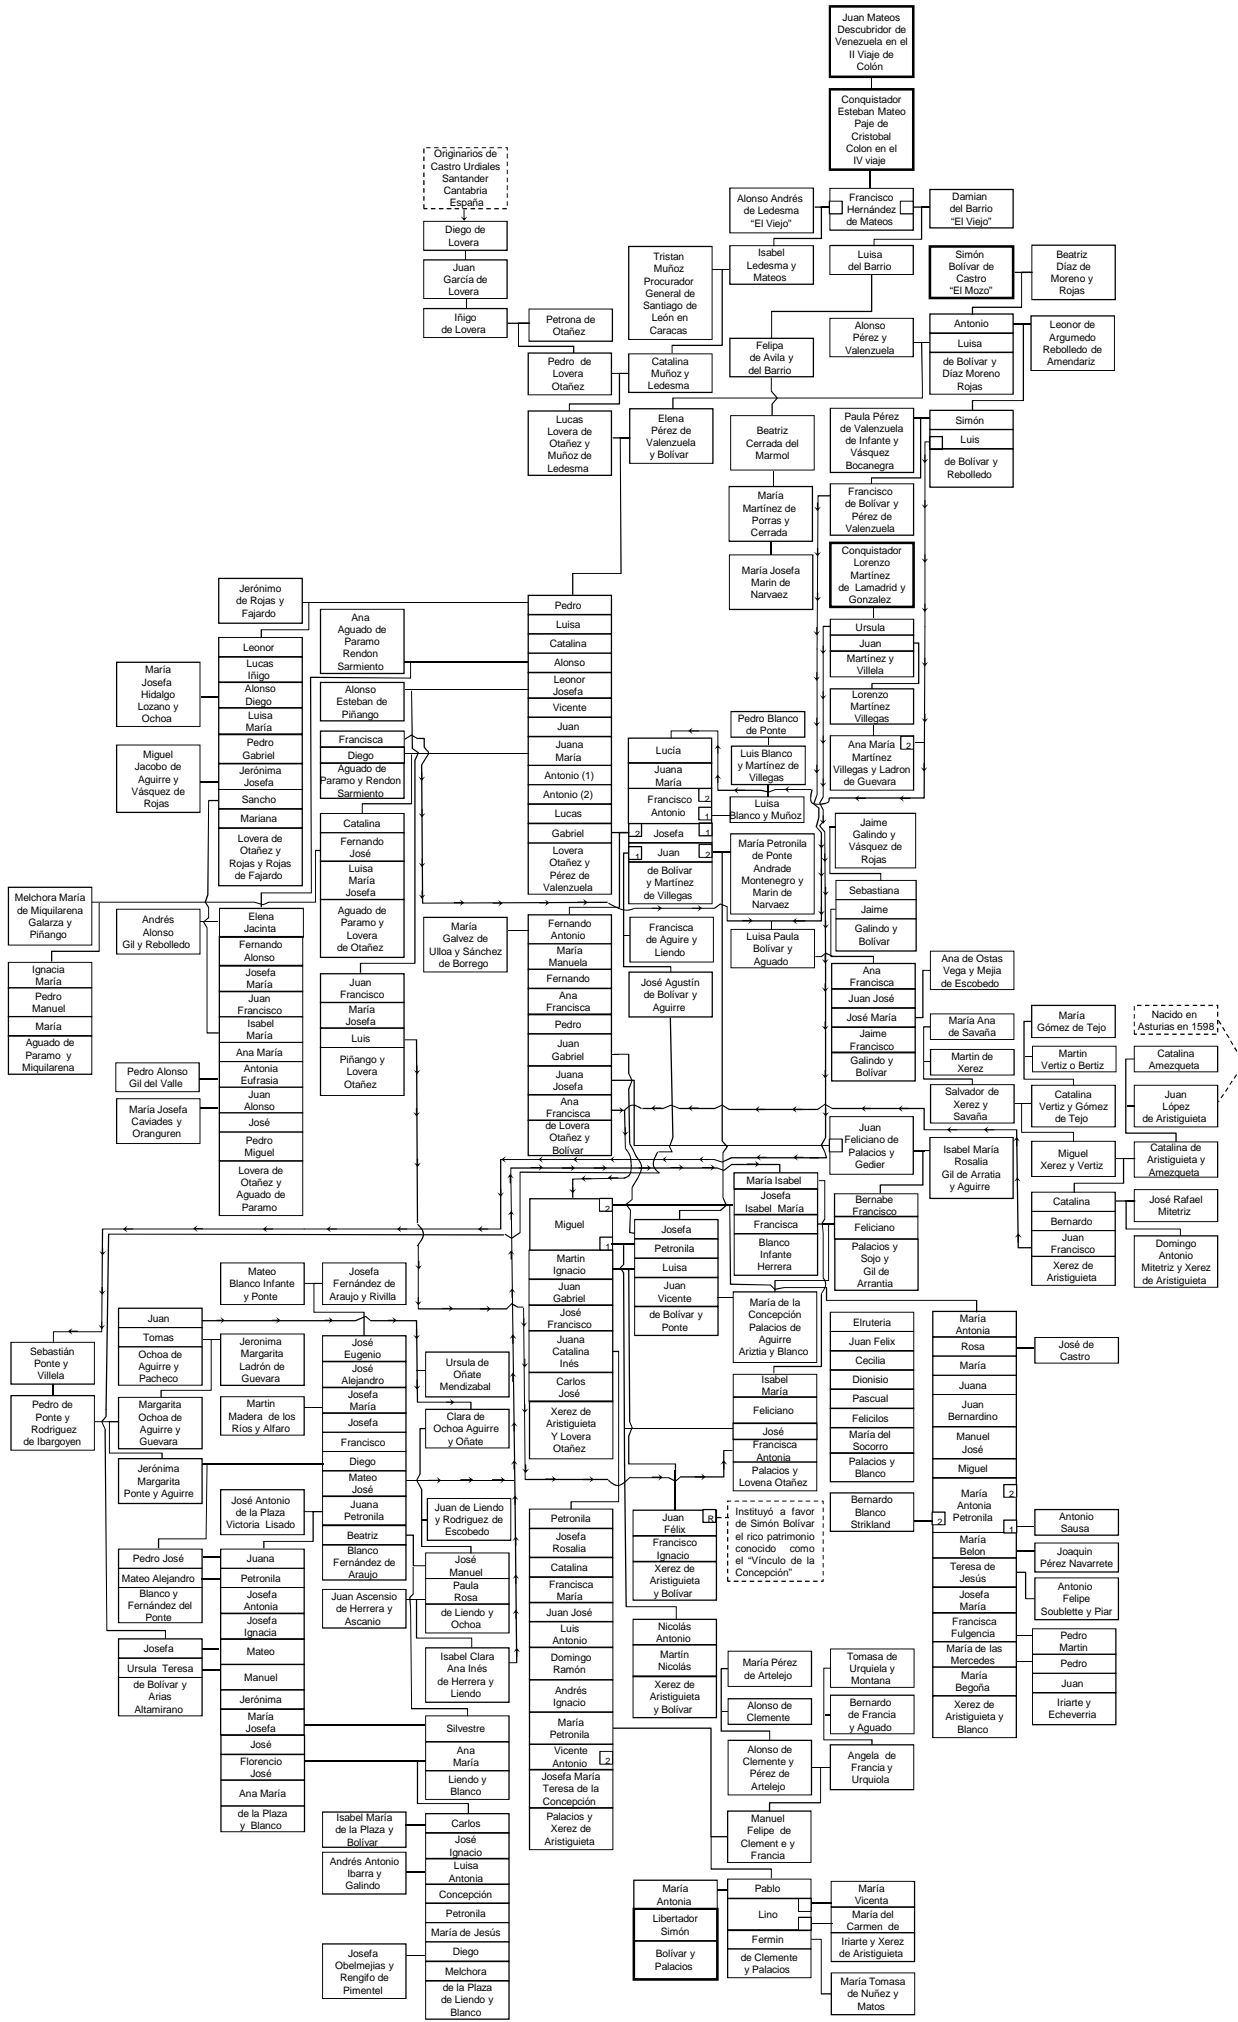 Juan Mateos
Descubridor de
Venezuela en el
II Viaje de
Colón
Conquistador
Esteban Mateo
Paje de
Cristobal
Colon en el
IV viaje
Originarios de
Castro Urdiales
Santander
Cantabria
España
Alonso Andrés
de Ledesma
“El Viejo”
Francisco
Hernández
de Mateos
Damian
del Barrio
“El Viejo”
Diego de
Lovera
Juan
García de
Lovera
Iñigo
de Lovera
Petrona de
Otañez
Tristan
Muñoz
Procurador
General de
Santiago de
León en
Caracas
Isabel
Ledesma y
Mateos
Luisa
del Barrio
Simón
Bolívar de
Castro
“El Mozo”
Beatriz
Díaz de
Moreno y
Rojas
Pedro de
Lovera
Otañez
Catalina
Muñoz y
Ledesma
Felipa
de Avila y
del Barrio
Alonso
Pérez y
Valenzuela
Antonio
Luisa
de Bolívar y
Díaz Moreno
Rojas
Leonor de
Argumedo
Rebolledo de
Amendariz
Lucas
Lovera de
Otañez y
Muñoz de
Ledesma
Elena
Pérez de
Valenzuela
y Bolívar
Beatriz
Cerrada del
Marmol
Paula Pérez
de Valenzuela
de Infante y
Vásquez
Bocanegra
Simón
Luis
de Bolívar y
Rebolledo
María
Martínez de
Porras y
Cerrada
Francisco
de Bolívar y
Pérez de
Valenzuela
María Josefa
Marin de
Narvaez
Conquistador
Lorenzo
Martínez
de Lamadrid y
Gonzalez
Ursula
Juan
Martínez y
Villela
Lorenzo
Martínez
Villegas
Ana María
2
Martínez
Villegas y Ladron
de Guevara
Jerónimo
de Rojas y
Fajardo
Ana
Aguado de
Paramo
Rendon
Sarmiento
Pedro
Luisa
Catalina
Alonso
Leonor
Josefa
Vicente
Juan
Juana
María
Antonio (1)
Antonio (2)
Lucas
Gabriel
Lovera
Otañez y
Pérez de
Valenzuela
María
Josefa
Hidalgo
Lozano y
Ochoa
Miguel
Jacobo de
Aguirre y
Vásquez de
Rojas
Leonor
Lucas
Iñigo
Alonso
Diego
Luisa
María
Pedro
Gabriel
Jerónima
Josefa
Sancho
Mariana
Lovera de
Otañez y
Rojas y Rojas
de Fajardo
Alonso
Esteban de
Piñango
Francisca
Diego
Aguado de
Paramo y Rendon
Sarmiento
Catalina
Fernando
José
Luisa
María
Josefa
Aguado de
Paramo y
Lovera
de Otañez
Lucía
Juana
María
Francisco
Antonio
2
1
2
Josefa
1
1
Juan
2
de Bolívar
y Martínez
de Villegas
Pedro Blanco
de Ponte
Luis Blanco
y Martínez de
Villegas
Luisa
Blanco y Muñoz
María Petronila
de Ponte
Andrade
Montenegro y
Marin de
Narvaez
Jaime
Galindo y
Vásquez de
Rojas
Sebastiana
Jaime
Galindo y
Bolívar
Melchora María
de Miquilarena
Galarza y
Piñango
Andrés
Alonso
Gil y Rebolledo
Ignacia
María
Pedro
Manuel
María
Aguado de
Paramo y
Miquilarena
Elena
Jacinta
Fernando
Alonso
Josefa
María
Juan
Francisco
Isabel
María
Ana María
Antonia
Eufrasia
Juan
Alonso
José
Pedro
Miguel
Lovera de
Otañez y
Aguado de
Paramo
Pedro Alonso
Gil del Valle
María Josefa
Caviades y
Oranguren
Juan
Francisco
María
Josefa
Luis
Piñango y
Lovera
Otañez
María
Galvez de
Ulloa y Sánchez
de Borrego
Fernando
Antonio
María
Manuela
Fernando
Ana
Francisca
Pedro
Juan
Gabriel
Juana
Josefa
Ana
Francisca
de Lovera
Otañez y
Bolívar
Francisca
de Aguire y
Liendo
José Agustín
de Bolívar y
Aguirre
Luisa Paula
Bolívar y
Aguado
Ana
Francisca
Juan José
José María
Jaime
Francisco
Galindo y
Bolívar
Ana de Ostas
Vega y Mejia
de Escobedo
María Ana
de Savaña
Martin de
Xerez
Salvador de
Xerez y
Savaña
María
Gómez de Tejo
Martin
Vertiz o Bertiz
Catalina
Vertiz y Gómez
de Tejo
Nacido en
Asturias en 1598
Catalina
Amezqueta
Juan
López
de Aristiguieta
Catalina de
Aristiguieta y
Amezqueta
Miguel
Xerez y Vertiz
Juan
Feliciano de
Palacios y
Gedier
Isabel María
Rosalia
Gil de Arratia
y Aguirre
Catalina
Bernardo
Juan
Francisco
Xerez de
Aristiguieta
José Rafael
Mitetriz
Domingo
Antonio
Mitetriz y Xerez
de Aristiguieta
María Isabel
Josefa
Isabel María
Francisca
Blanco
Infante
Herrera
Bernabe
Francisco
Feliciano
Palacios y
Sojo y
Gil de
Arrantia
Miguel
2
1
Martin
Ignacio
Juan
Gabriel
José
Francisco
Juana
Catalina
Inés
Carlos
José
Xerez de
Aristiguieta
Y Lovera
Otañez
Josefa
Petronila
Luisa
Juan
Vicente
de Bolívar y
Ponte
María de la
Concepción
Palacios de
Aguirre
Ariztia y Blanco
Mateo
Blanco Infante
y Ponte
Josefa
Fernández de
Araujo y Rivilla
Juan
Tomas
Ochoa de
Aguirre y
Pacheco
Jeronima
Margarita
Ladrón de
Guevara
Sebastián
Ponte y
Villela
Pedro de
Ponte y
Rodriguez
de Ibargoyen
Margarita
Ochoa de
Aguirre y
Guevara
Martin
Madera de los
Ríos y Alfaro
Jerónima
Margarita
Ponte y Aguirre
José
Eugenio
José
Alejandro
Josefa
María
Josefa
Francisco
Diego
Mateo
José
Juana
Petronila
Beatriz
Blanco
Fernández de
Araujo
Ursula de
Oñate
Mendizabal
Clara de
Ochoa Aguirre
y Oñate
Isabel
María
Feliciano
José
Francisca
Antonia
Palacios y
Lovena Otañez
Elruteria
Juan Felix
Cecilia
Dionisio
Pascual
Felicilos
María del
Socorro
Palacios y
Blanco
María
Antonia
Rosa
María
Juana
Juan
Bernardino
Manuel
José
Miguel
María
Antonia
Petronila
2
2
1
María
Belon
Teresa de
Jesús
Josefa
María
Francisca
Fulgencia
María de las
Mercedes
María
Begoña
Xerez de
Aristiguieta y
Blanco
José de
Castro
Bernardo
Blanco
Strikland
Antonio
Sausa
Joaquin
Pérez Navarrete
Antonio
Felipe
Soublette y Piar
Pedro
Martin
Pedro
Juan
Iriarte y
Echeverria
José Antonio
de la Plaza
Victoria Lisado
Juan de Liendo
y Rodriguez de
Escobedo
Pedro José
Mateo Alejandro
Blanco y
Fernández del
Ponte
Juana
Petronila
Josefa
Antonia
Josefa
Ignacia
Mateo
Manuel
Jerónima
María
Josefa
José
Florencio
José
Ana María
de la Plaza
y Blanco
Juan Ascensio
de Herrera y
Ascanio
José
Manuel
Paula
Rosa
de Liendo y
Ochoa
Josefa
Ursula Teresa
de Bolívar y
Arias
Altamirano
Isabel Clara
Ana Inés
de Herrera y
Liendo
Silvestre
Ana
María
Liendo y
Blanco
Petronila
Josefa
Rosalia
Catalina
Francisca
María
Juan José
Luis
Antonio
Domingo
Ramón
Andrés
Ignacio
María
Petronila
Vicente
Antonio
2
Josefa María
Teresa de la
Concepción
Palacios y
Xerez de
Aristiguieta
Juan
Félix
R
Francisco
Ignacio
Xerez de
Aristiguieta
y Bolívar
Instituyó a favor
de Simón Bolívar
el rico patrimonio
conocido como
el “Vínculo de la
Concepción”
Nicolás
Antonio
Martín
Nicolás
Xerez de
Aristiguieta
y Bolívar
María Pérez
de Artelejo
Alonso de
Clemente
Tomasa de
Urquiela y
Montana
Bernardo
de Francia
y Aguado
Alonso de
Clemente y
Pérez de
Artelejo
Angela de
Francia y
Urquiola
Manuel
Felipe de
Clement e y
Francia
Isabel María
de la Plaza y
Bolívar
Andrés Antonio
Ibarra y
Galindo
Josefa
Obelmejias y
Rengifo de
Pimentel
Carlos
José
Ignacio
Luisa
Antonia
Concepción
Petronila
María de Jesús
Diego
Melchora
de la Plaza
de Liendo y
Blanco
María
Antonia
Libertador
Simón
Bolívar y
Palacios
Pablo
Lino
Fermin
de Clemente
y Palacios
María
Vicenta
María del
Carmen de
Iriarte y Xerez
de Aristiguieta
María Tomasa
de Nuñez y
Matos